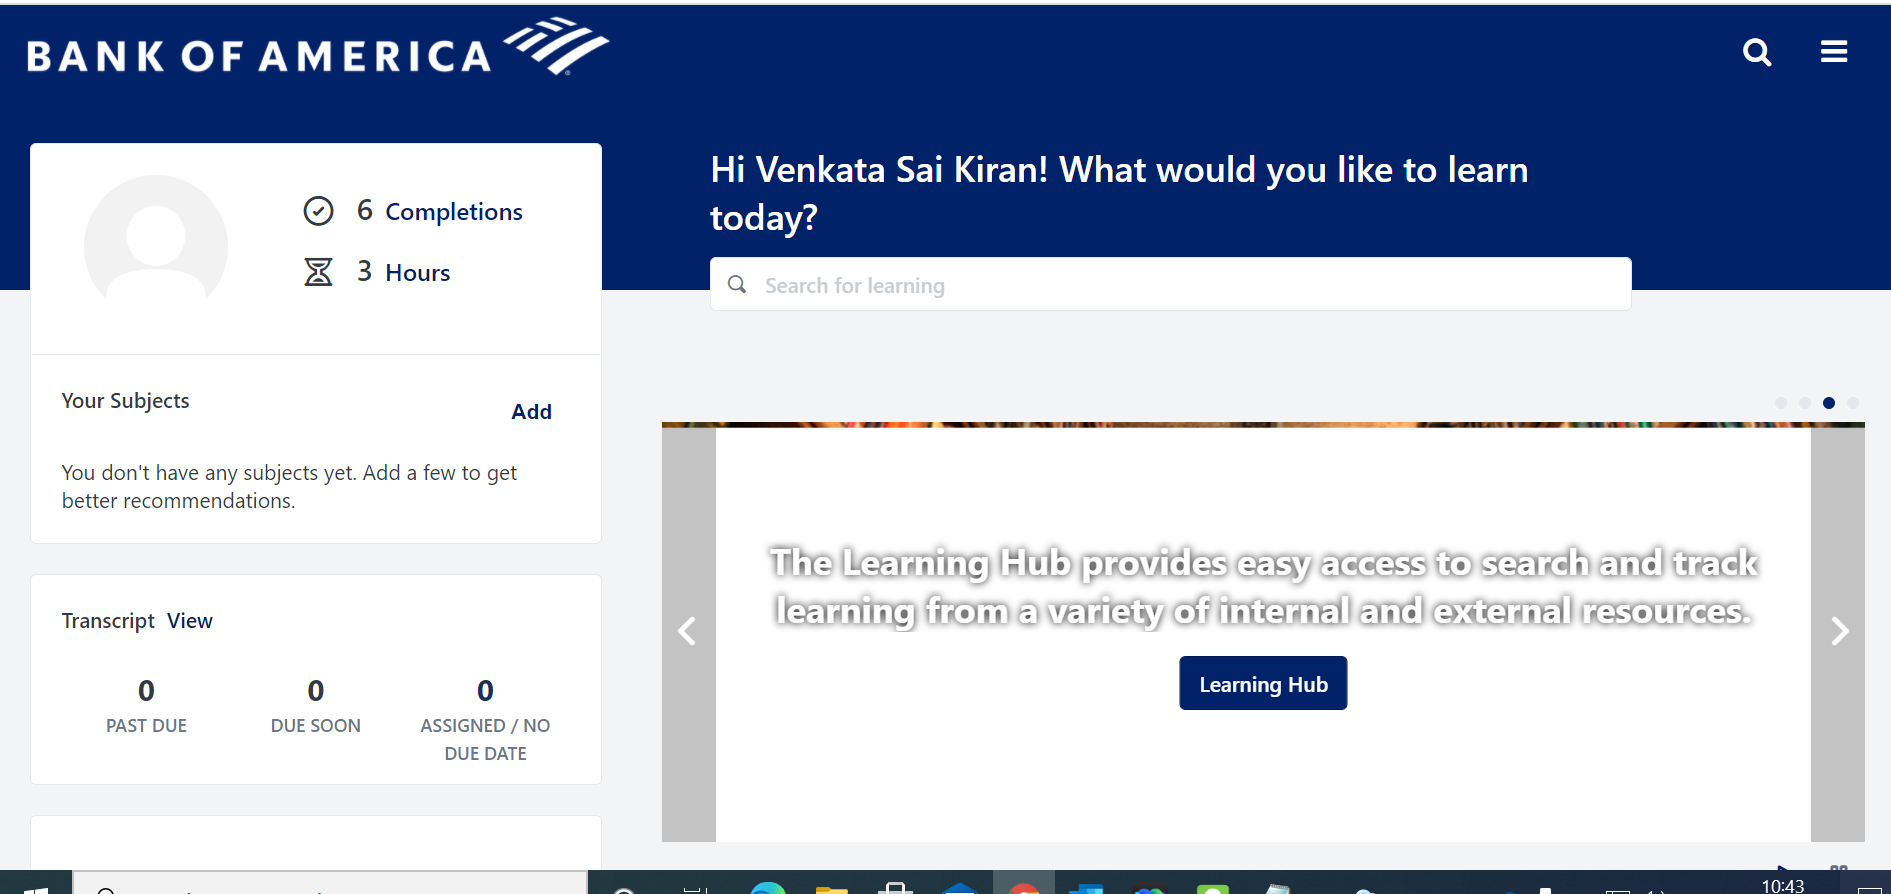 BANK OF AMERICA
Hi Venkata Sai Kiran! What would you like to learn
today?
Search for learning
6 Completions
3 Hours
Your Subjects
Add
You don't have any subjects yet. Add a few to get
better recommendations.
Transcript View
0
PAST DUE
0
DUE SOON
0
ASSIGNED / NO
DUE DATE
The Learning Hub provides easy access to search and track
learning from a variety of internal and external resources.
Learning Hub
10:43